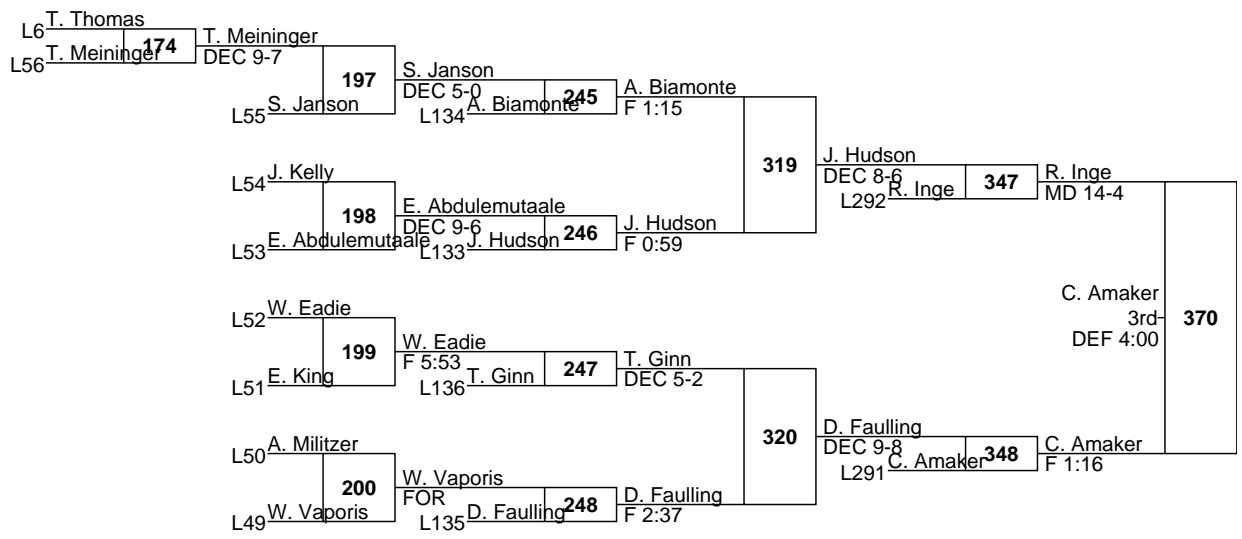 T. Thomas
L6
174
T. Meininger
L56
T. Meininger
DEC 9-7
197
S. Janson
L55
S. Janson
DEC 5-0
245
A. Biamonte
L134
A. Biamonte
F 1:15
319
J. Kelly
L54
198
E. Abdulemutaale
L53
E. Abdulemutaale
DEC 9-6
246
J. Hudson
L133
J. Hudson
F 0:59
J. Hudson
DEC 8-6
347
R. Inge
L292
R. Inge
MD 14-4
W. Eadie
L52
199
E. King
L51
W. Eadie
F 5:53
247
T. Ginn
L136
T. Ginn
DEC 5-2
320
A. Militzer
L50
200
W. Vaporis
L49
W. Vaporis
FOR
248
D. Faulling
L135
D. Faulling
F 2:37
D. Faulling
DEC 9-8
348
C. Amaker
L291
C. Amaker
F 1:16
C. Amaker
3rd
370
DEF 4:00